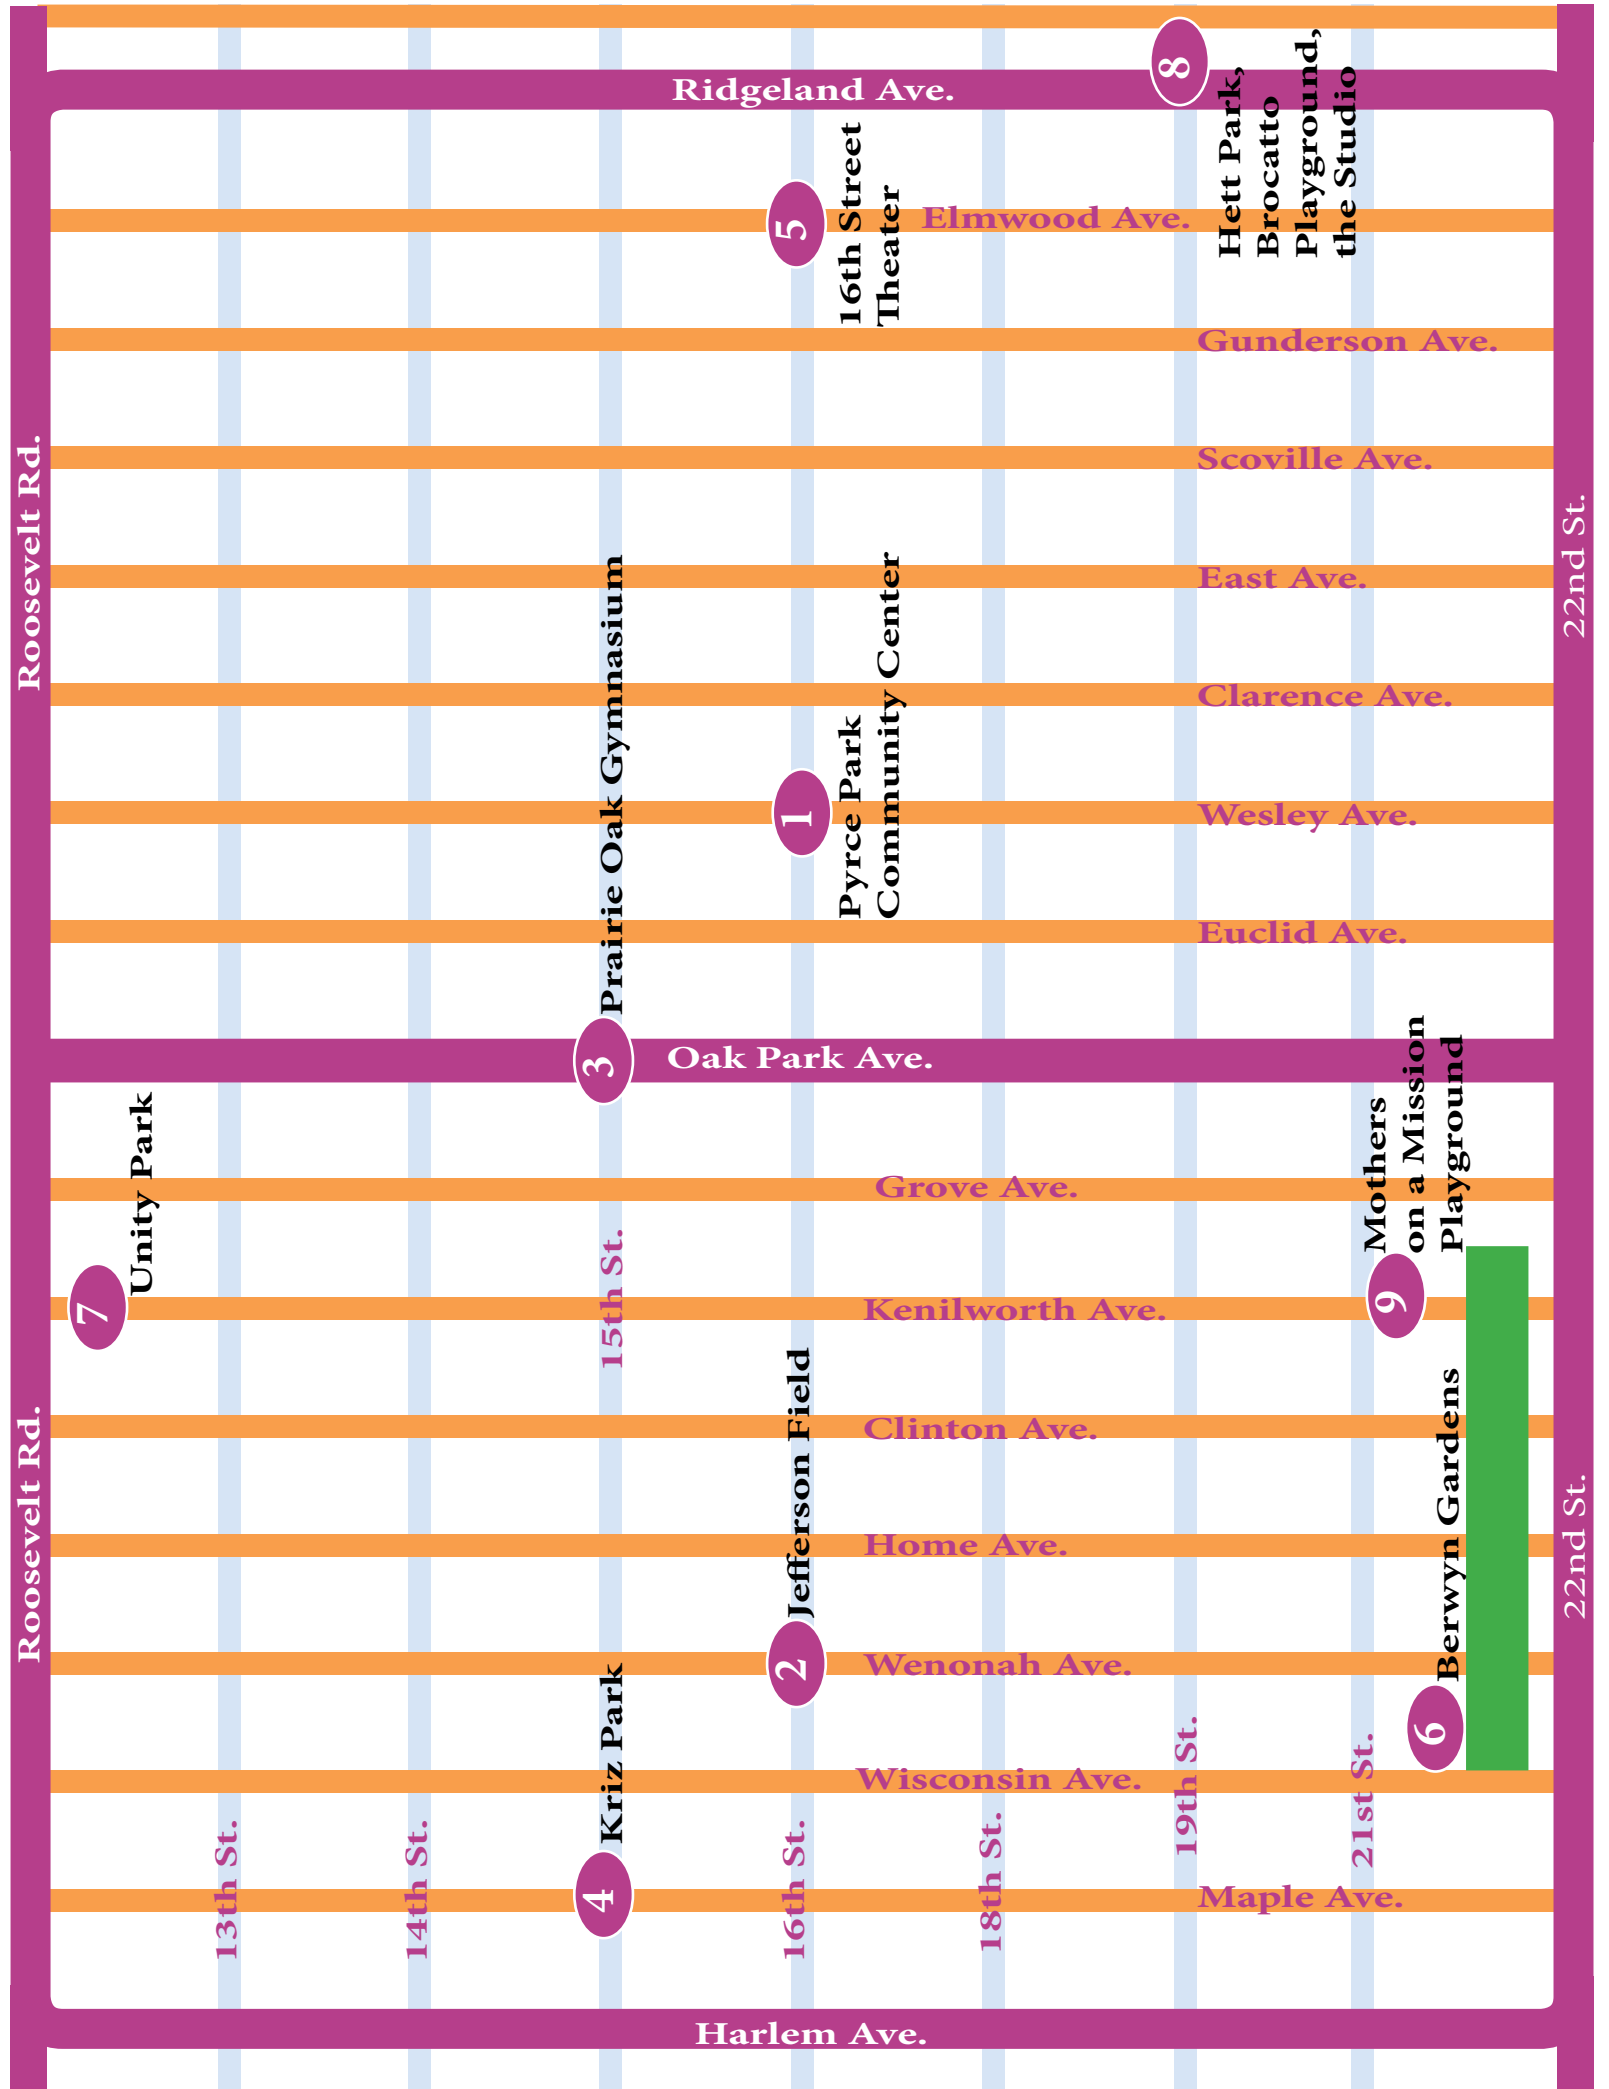 Ridgeland Ave.
8
Hett Park,
Brocatto
Playground,
the Studio
5
16th Street
Theater
Elmwood Ave.
Gunderson Ave.
Roosevelt Rd.
Scoville Ave.
22nd St.
East Ave.
Clarence Ave.
1
Pyrce Park
Community Center
Wesley Ave.
Euclid Ave.
3
Prairie Oak Gymnasium
Oak Park Ave.
7
Unity Park
Grove Ave.
15th St.
Kenilworth Ave.
9
Mothers
on a Mission
Playground
Clinton Ave.
Roosevelt Rd.
Home Ave.
22nd St.
2
Jefferson Field
Wenonah Ave.
6
Berwyn Gardens
Wisconsin Ave.
4
Kriz Park
13th St.
14th St.
16th St.
18th St.
19th St.
21st St.
Maple Ave.
Harlem Ave.